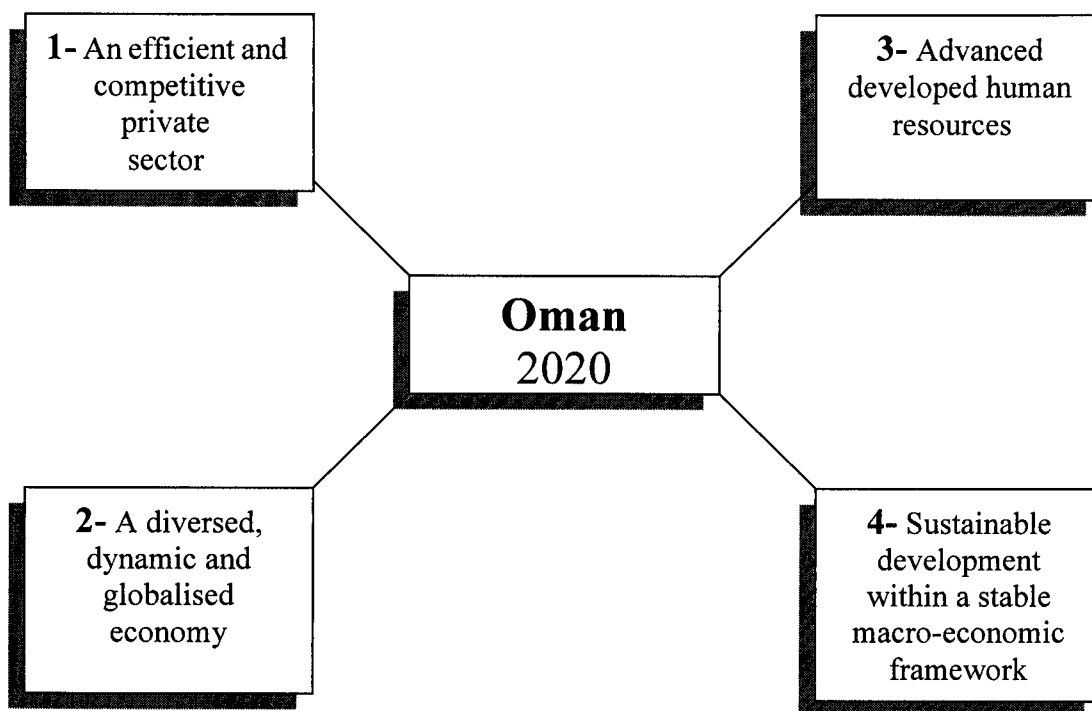 1- An efficient and
competitive
private
sector
3- Advanced
developed human
resources
Oman
2020
2- A diversed,
dynamic and
globalised
economy
4- Sustainable
development
within a stable
macro-economic
framework